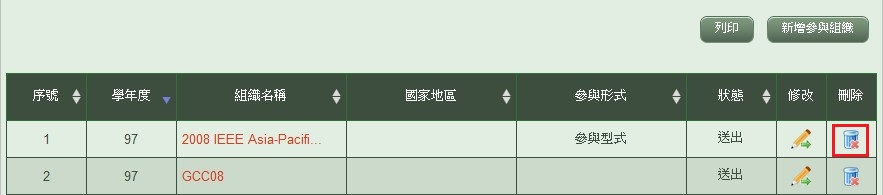 列印 新增參與組織
序號 學年度 組織名稱 國家地區 參與形式 狀態 修改 刪除
1 97 2008 IEEE Asia-Pacifi... 參與型式 送出
2 97 GCC08 送出